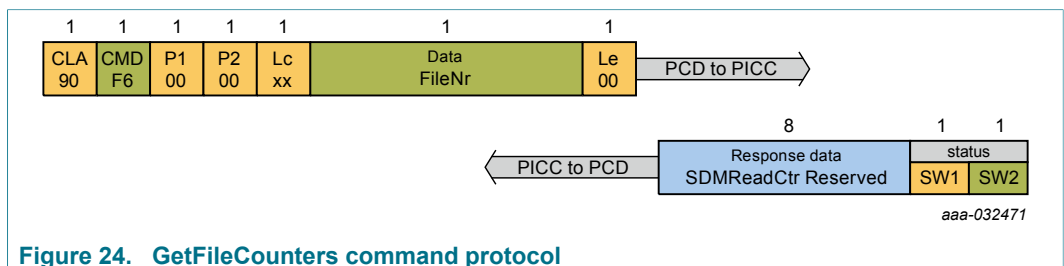 1 1 1 1 1 1 1
CLA CMD P1 P2 Lc Data Le
90 F6 00 00 xx FileNr 00
PCD to PICC
8 1 1
Response data status
PICC to PCD
SDMReadCtr Reserved SW1 SW2
aaa-032471
Figure 24. GetFileCounters command protocol